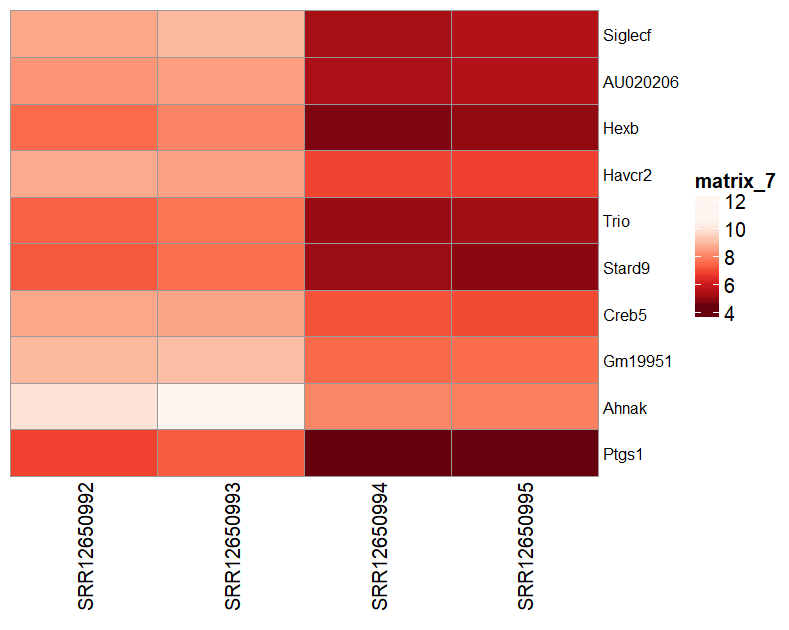 Siglecf
AU020206
Hexb
Havcr2
Trio
Stard9
Creb5
Gm19951
Ahnak
Ptgs1
matrix_7
12
10
8
6
4
SRR12650992
SRR12650993
SRR12650994
SRR12650995